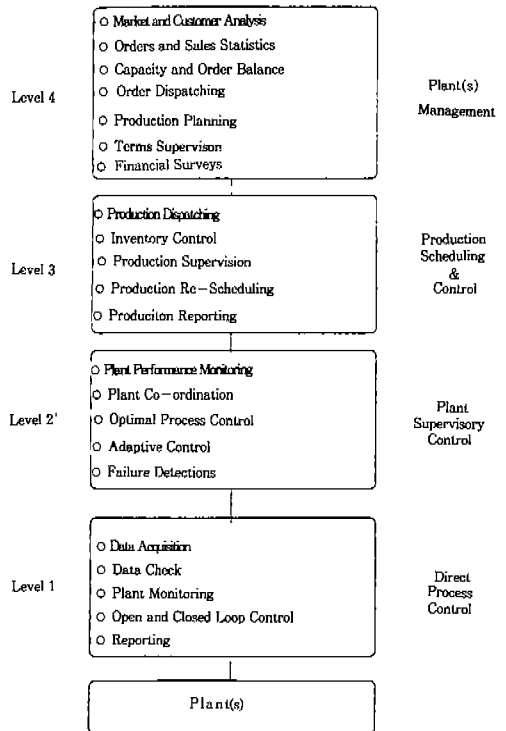 ○ Market and Customer Analysis
○ Orders and Sales Statistics
○ Capacity and Order Balance
○ Order Dispatching
○ Production Planning
○ Terms Supervison
○ Financial Surveys
Level 4
Plant(s)
Management
○ Production Dispatching
○ Inventory Control
○ Production Supervision
○ Production Re-Scheduling
○ Produciton Reporting
Level 3
Production
Scheduling
&
Control
○ Plant Performance Monitoring
○ Plant Co-ordination
○ Optimal Process Control
○ Adaptive Control
○ Failure Detections
Level 2'
Plant
Supervisory
Control
○ Data Acquisition
○ Data Check
○ Plant Monitoring
○ Open and Closed Loop Control
○ Reporting
Level 1
Direct
Process
Control
Plant(s)